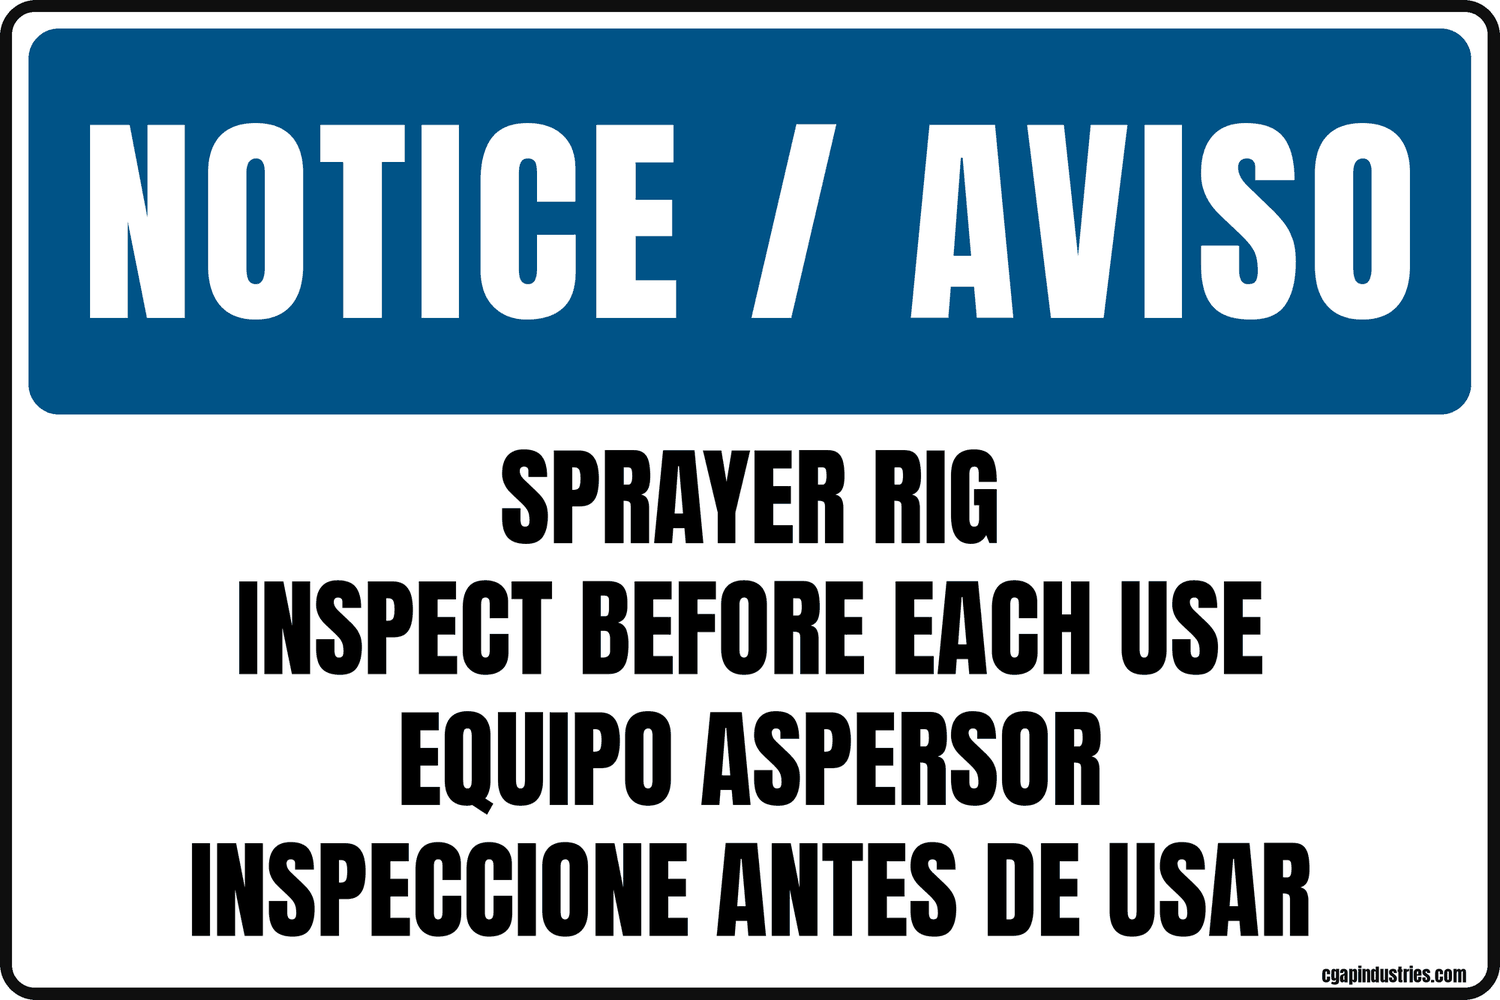 NOTICE / AVISO
SPRAYER RIG
INSPECT BEFORE EACH USE
EQUIPO ASPERSOR
INSPECCIONE ANTES DE USAR
cgapindustries.com